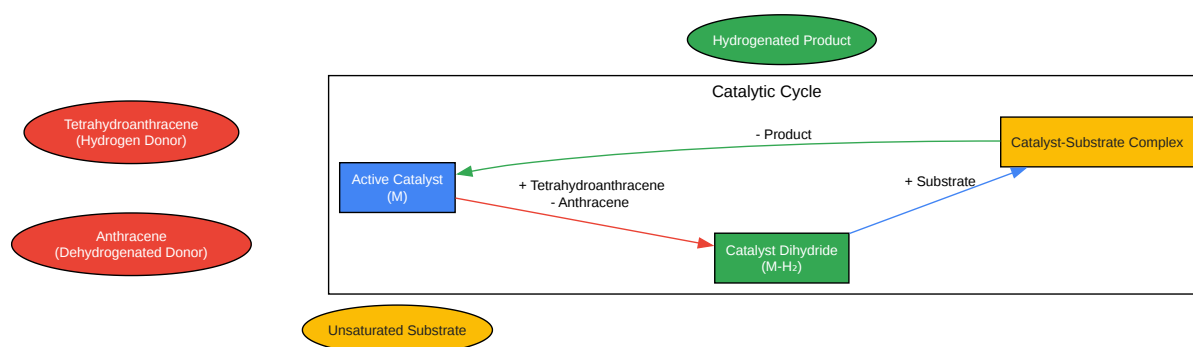 Hydrogenated Product
Catalytic Cycle
Tetrahydroanthracene
(Hydrogen Donor)
- Product
Catalyst-Substrate Complex
Active Catalyst
(M)
+ Tetrahydroanthracene
- Anthracene
+ Substrate
Anthracene
(Dehydrogenated Donor)
Catalyst Dihydride
(M-H₂)
Unsaturated Substrate